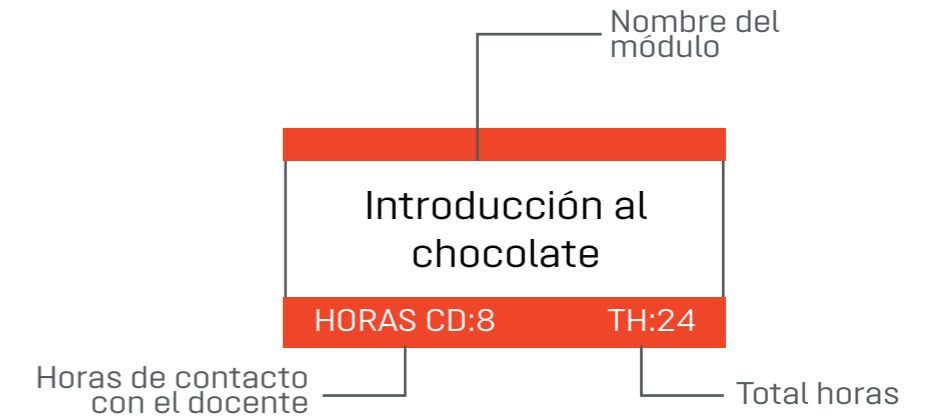 Nombre del
módulo
Introducción al
chocolate
HORAS CD:8 TH:24
Horas de contacto
con el docente
Total horas